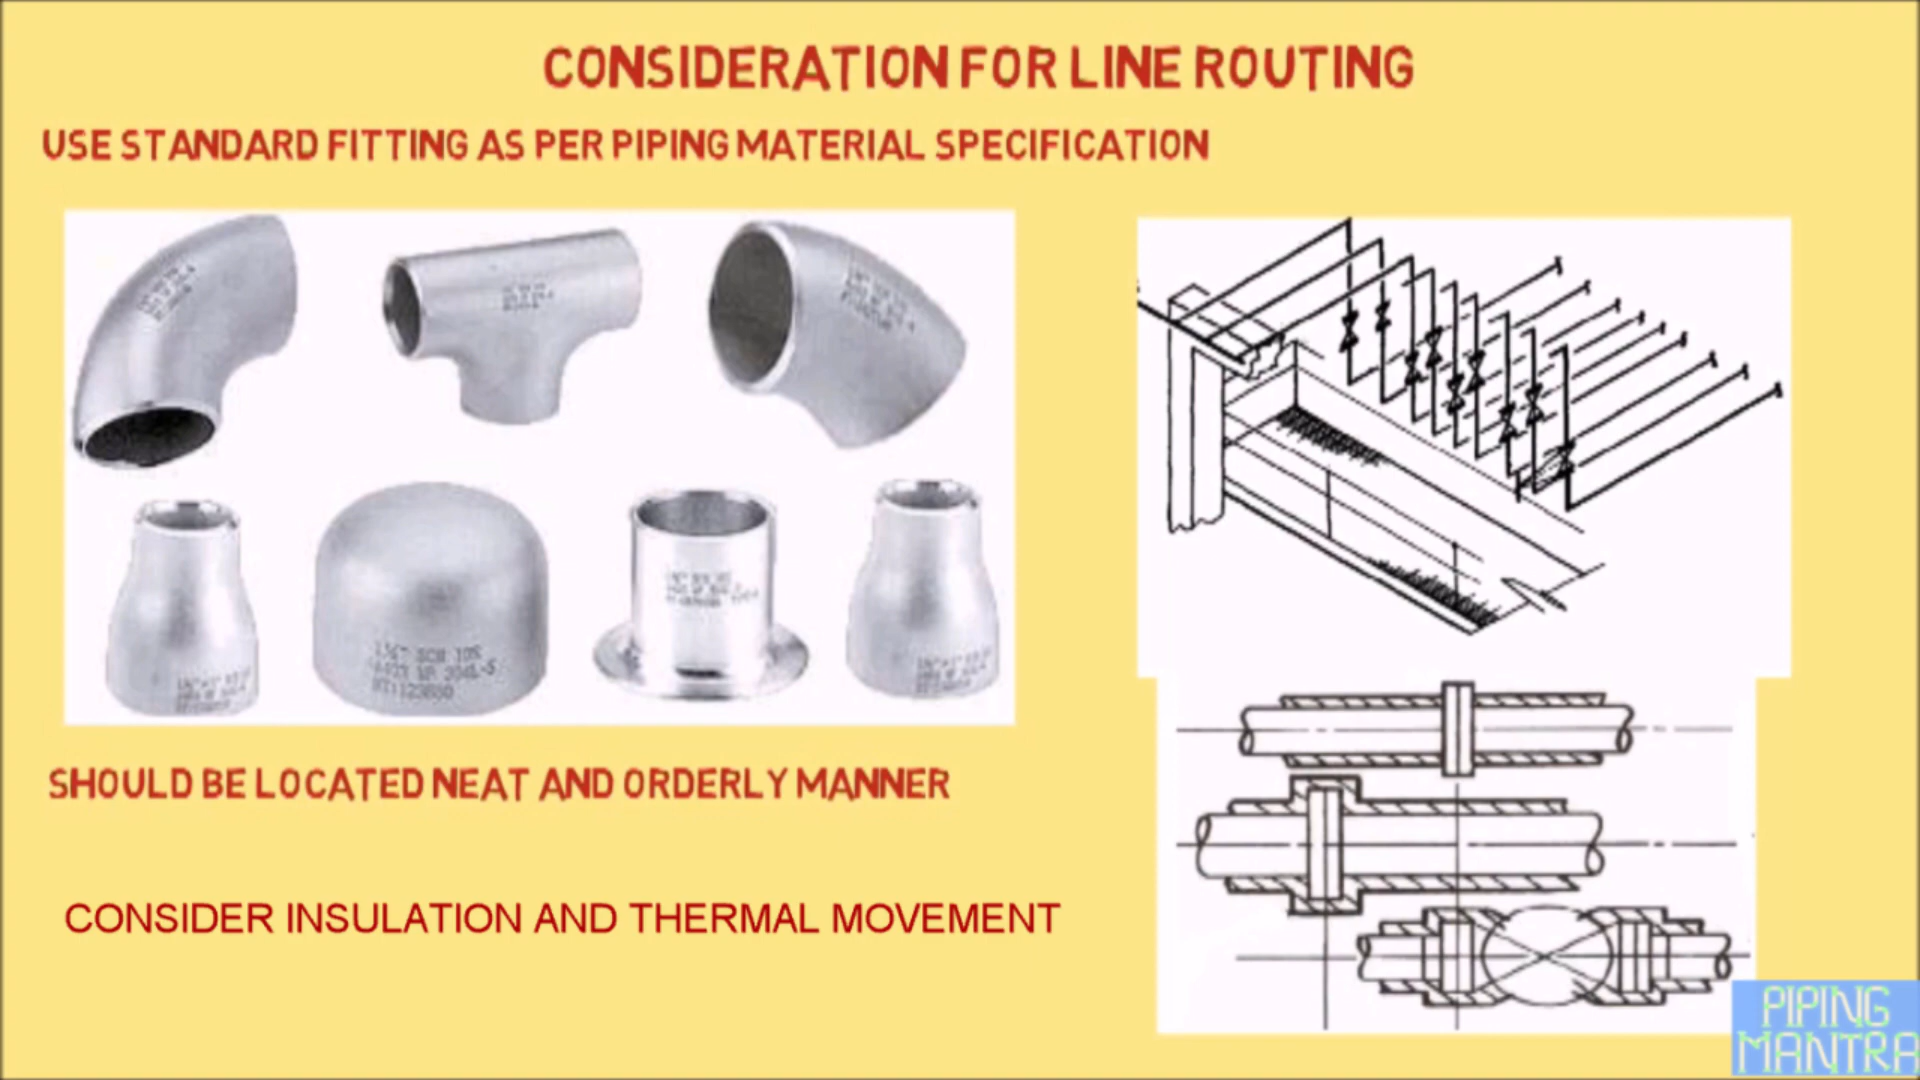 CONSIDERATION FOR LINE ROUTING
USE STANDARD FITTING AS PER PIPING MATERIAL SPECIFICATION
SHOULD BE LOCATED NEAT AND ORDERLY MANNER
CONSIDER INSULATION AND THERMAL MOVEMENT
PIPING
MANTRA